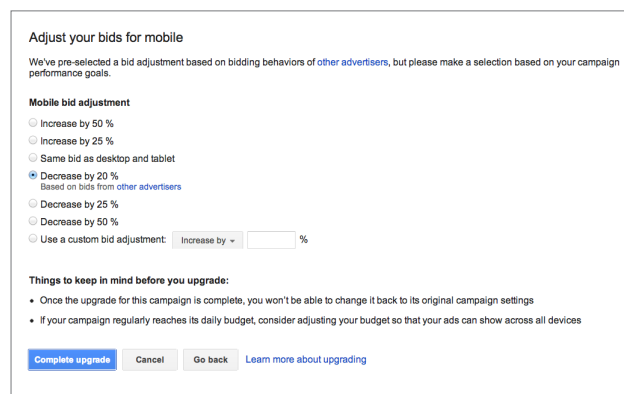 Adjust your bids for mobile
We've pre-selected a bid adjustment based on bidding behaviors of other advertisers, but please make a selection based on your campaign
performance goals.
Mobile bid adjustment
Increase by 50 %
Increase by 25 %
Same bid as desktop and tablet
Decrease by 20 %
Based on bids from other advertisers
Decrease by 25 %
Decrease by 50 %
Use a custom bid adjustment: Increase by %
Things to keep in mind before you upgrade:
• Once the upgrade for this campaign is complete, you won't be able to change it back to its original campaign settings
• If your campaign regularly reaches its daily budget, consider adjusting your budget so that your ads can show across all devices
Complete upgrade Cancel Go back Learn more about upgrading